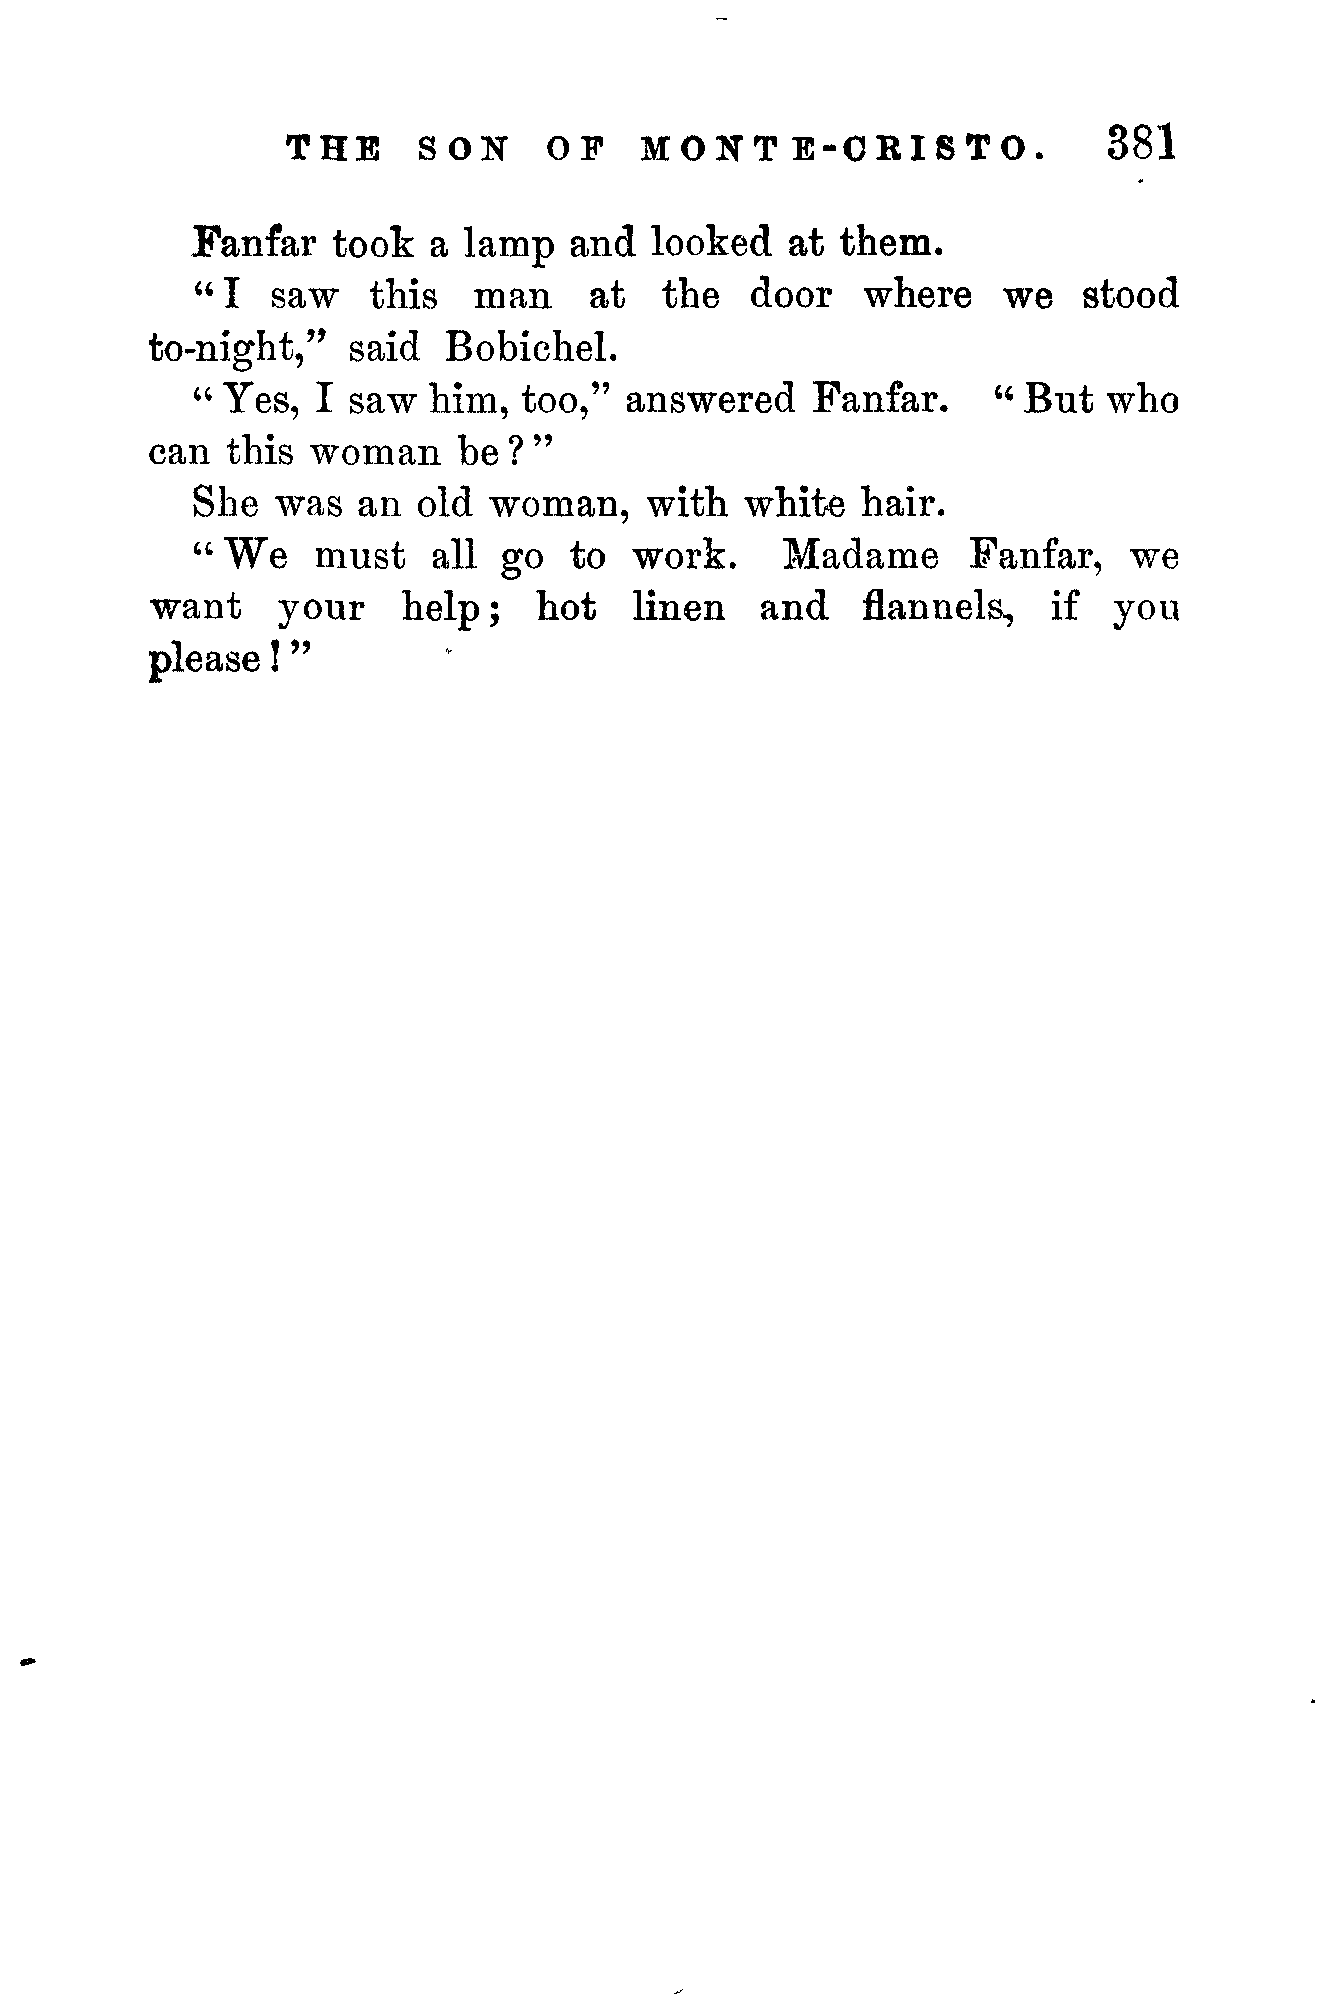 THE SON OF MONTE-CRISTO. 381
Fanfar took a lamp and looked at them.
“I saw this man at the door where we stood
to-night,” said Bobichel.
“Yes, I saw him, too,” answered Fanfar. “But who
can this woman be?”
She was an old woman, with white hair.
“We must all go to work. Madame Fanfar, we
want your help; hot linen and flannels, if you
please!”